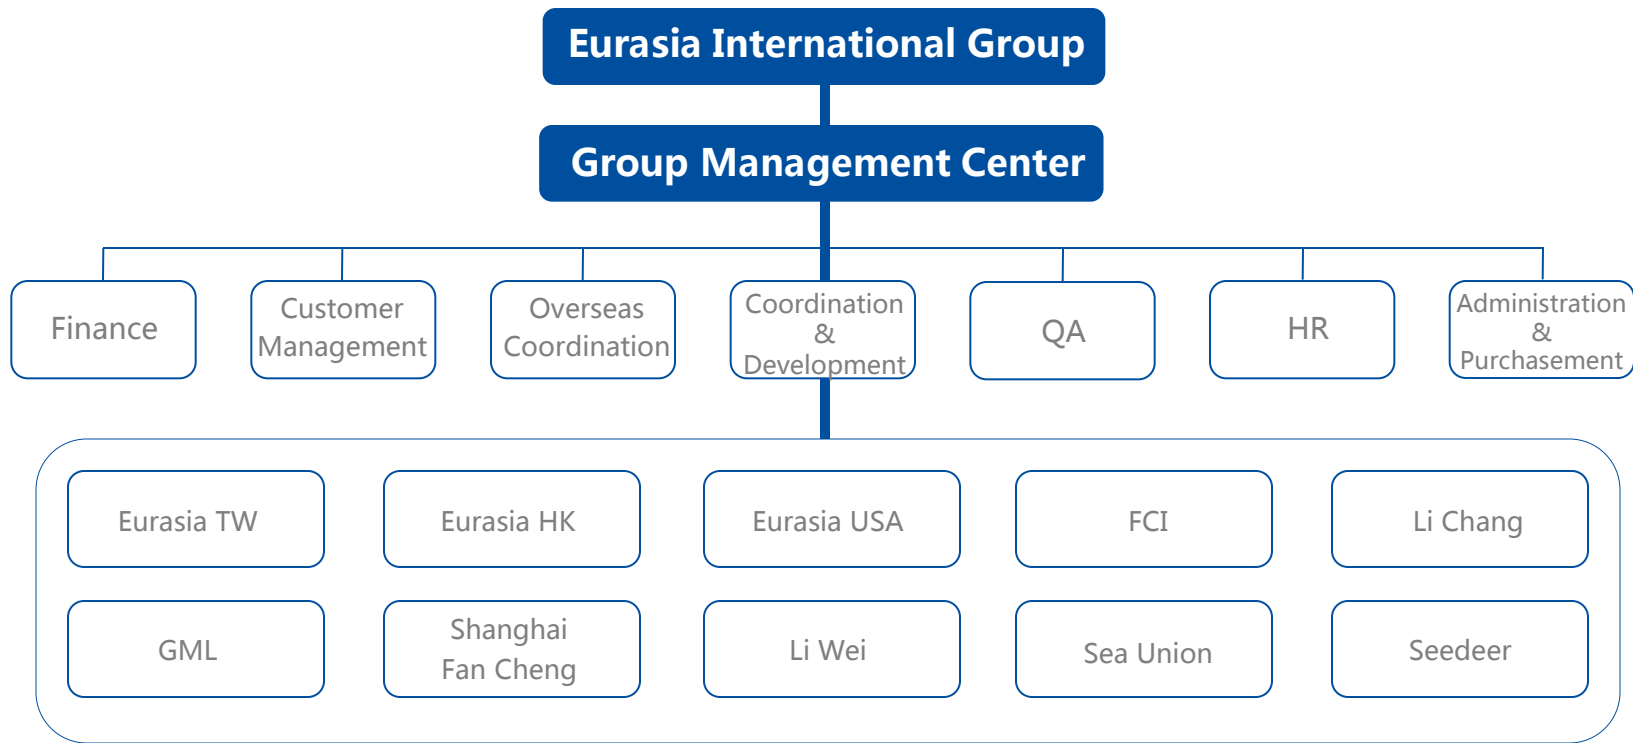 Eurasia International Group
Group Management Center
Finance
Customer
Management
Overseas
Coordination
Coordination
&
Development
QA
HR
Administration
&
Purchasement
Eurasia TW
Eurasia HK
Eurasia USA
FCI
Li Chang
GML
Shanghai
Fan Cheng
Li Wei
Sea Union
Seedeer